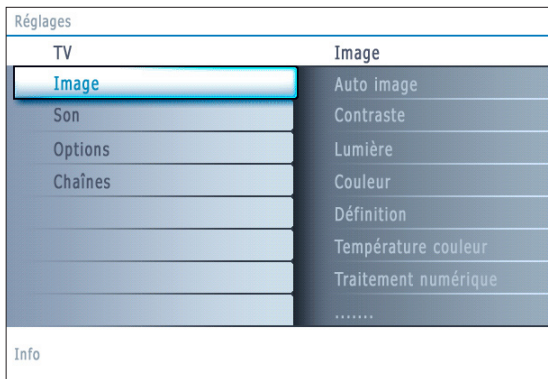 Réglages
TV
Image
Son
Options
Chaînes
Image
Auto image
Contraste
Lumière
Couleur
Définition
Température couleur
Traitement numérique
.......
Info